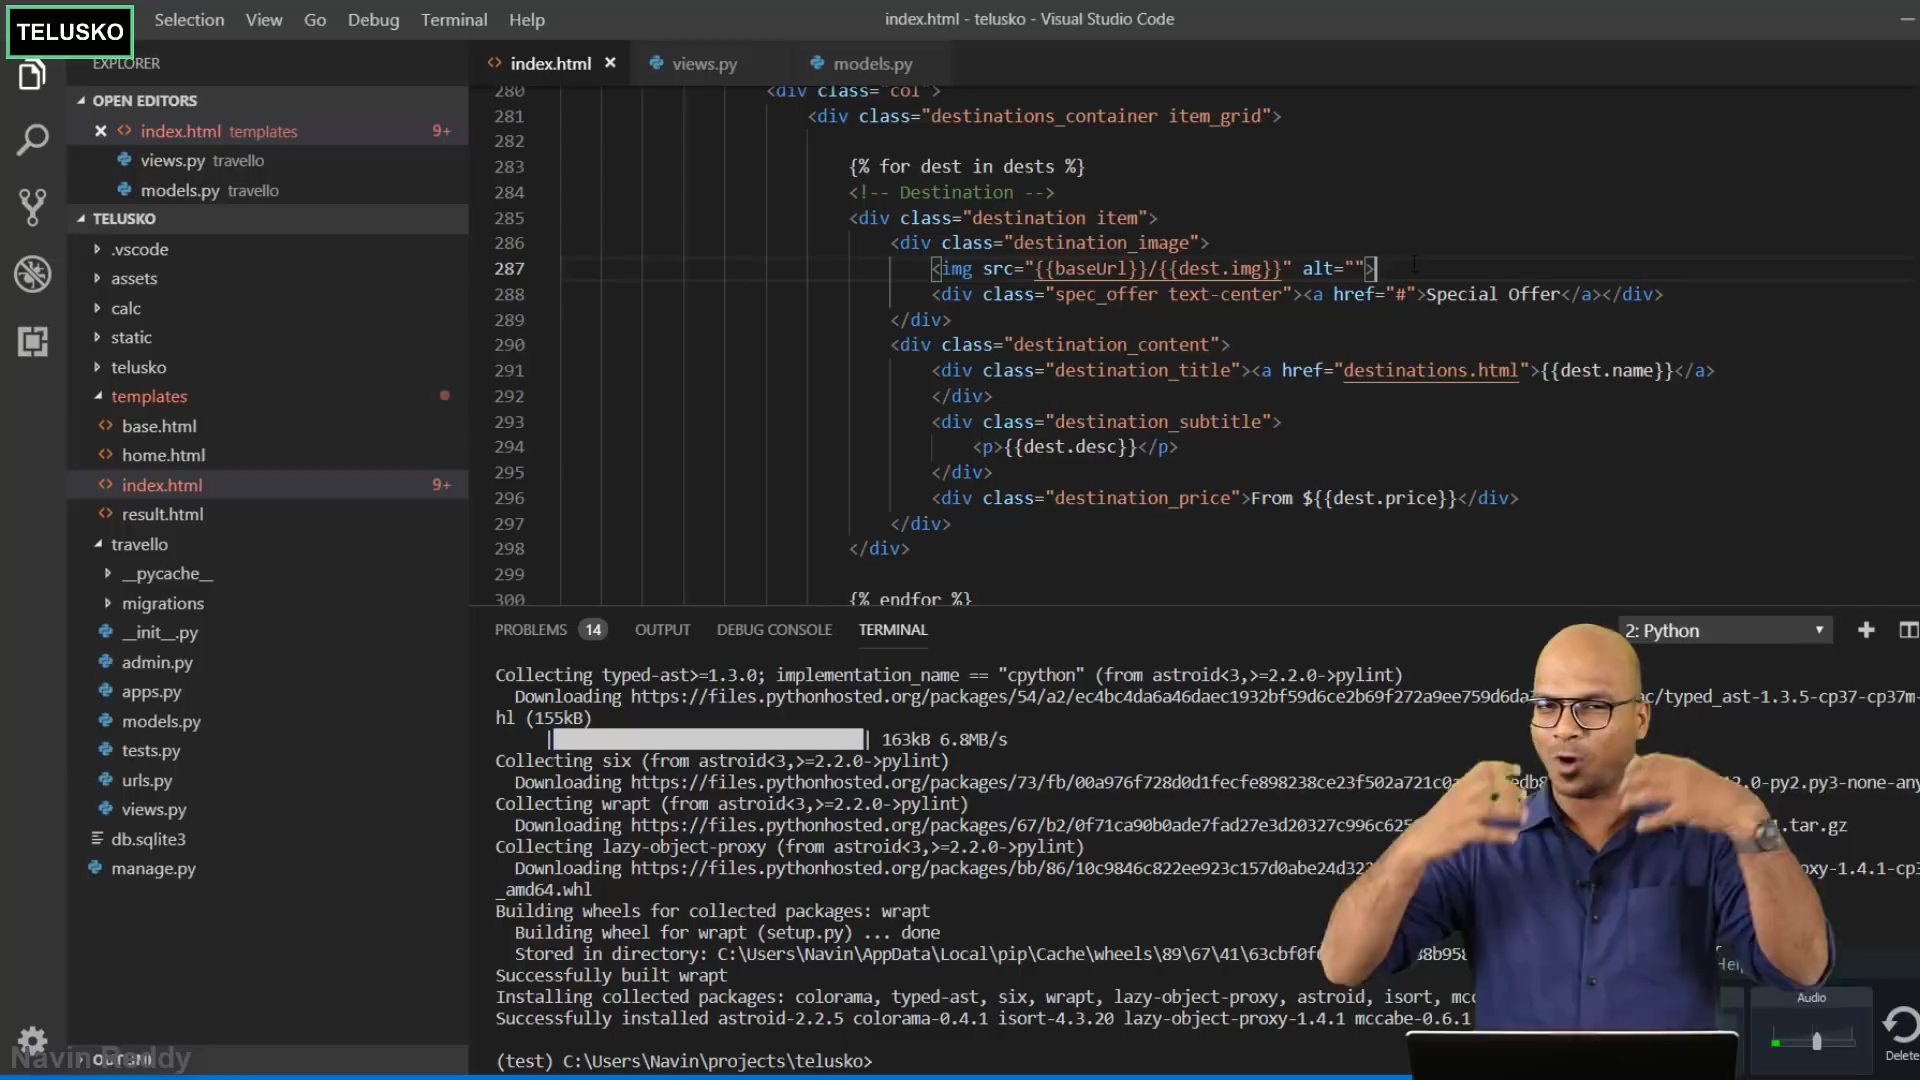 TELUSKO
Selection View Go Debug Terminal Help
index.html - telusko - Visual Studio Code
EXPLORER
OPEN EDITORS
index.html templates 9+
views.py travello
models.py travello
TELUSKO
.vscode
assets
calc
static
telusko
templates
base.html
home.html
index.html 9+
result.html
travello
__pycache__
migrations
__init__.py
admin.py
apps.py
models.py
tests.py
urls.py
views.py
db.sqlite3
manage.py
Navin Reddy
index.html views.py models.py
280 <div class="col">
281 <div class="destinations_container item_grid">
282
283 {% for dest in dests %}
284 <!-- Destination -->
285 <div class="destination item">
286 <div class="destination_image">
287 <img src="{{baseUrl}}/{{dest.img}}" alt="">
288 <div class="spec_offer text-center"><a href="#">Special Offer</a></div>
289 </div>
290 <div class="destination_content">
291 <div class="destination_title"><a href="destinations.html">{{dest.name}}</a>
292 </div>
293 <div class="destination_subtitle">
294 <p>{{dest.desc}}</p>
295 </div>
296 <div class="destination_price">From ${{dest.price}}</div>
297 </div>
298 </div>
299
300 {% endfor %}
PROBLEMS 14 OUTPUT DEBUG CONSOLE TERMINAL 2: Python
Collecting typed-ast>=1.3.0; implementation_name == "cpython" (from astroid<3,>=2.2.0->pylint)
Downloading https://files.pythonhosted.org/packages/54/a2/ec4bc4da6a46daec1932bf59d6ce2b69f272a9ee759d6da ac/typed_ast-1.3.5-cp37-cp37m-
hl (155kB)
163kB 6.8MB/s
Collecting six (from astroid<3,>=2.2.0->pylint)
Downloading https://files.pythonhosted.org/packages/73/fb/00a976f728d0d1fecfe898238ce23f502a721c0a edb8 2.0-py2.py3-none-any
Collecting wrapt (from astroid<3,>=2.2.0->pylint)
Downloading https://files.pythonhosted.org/packages/67/b2/0f71ca90b0ade7fad27e3d20327c996c625 .tar.gz
Collecting lazy-object-proxy (from astroid<3,>=2.2.0->pylint)
Downloading https://files.pythonhosted.org/packages/bb/86/10c9846c822ee923c157d0abe24d32 oxy-1.4.1-cp3
_amd64.whl
Building wheels for collected packages: wrapt
Building wheel for wrapt (setup.py) ... done
Stored in directory: C:\Users\Navin\AppData\Local\pip\Cache\wheels\89\67\41\63cbf0f 8b958
Successfully built wrapt
Installing collected packages: colorama, typed-ast, six, wrapt, lazy-object-proxy, astroid, isort, mc
Successfully installed astroid-2.2.5 colorama-0.4.1 isort-4.3.20 lazy-object-proxy-1.4.1 mccabe-0.6.1
(test) C:\Users\Navin\projects\telusko>
Audio
Delete